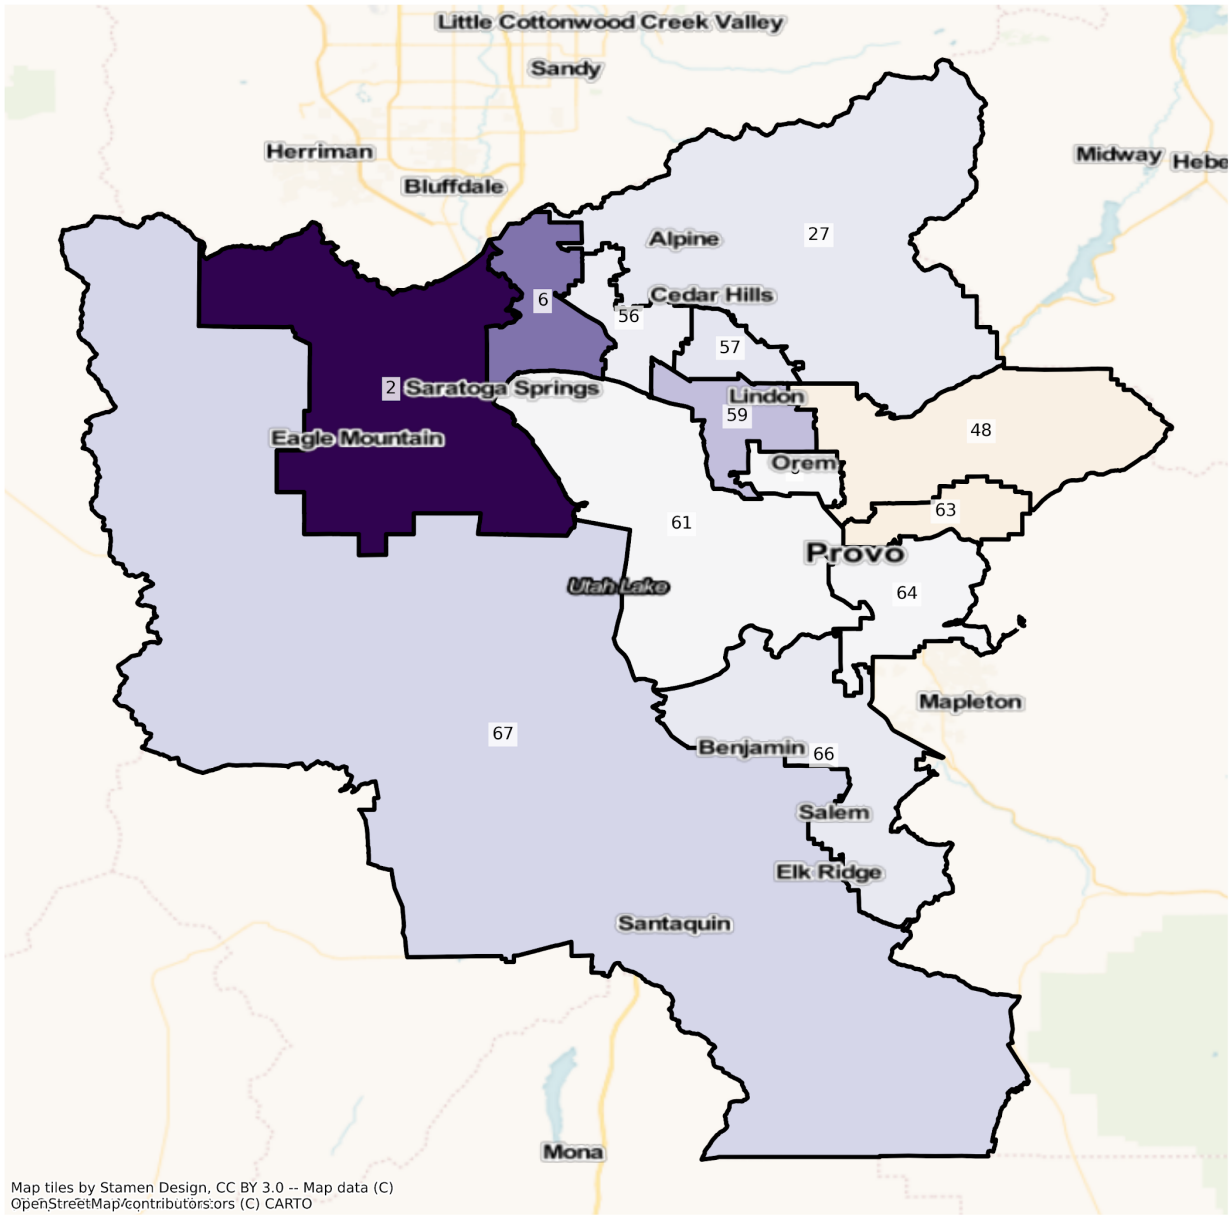 Little Cottonwood Creek Valley
Sandy
Herriman
Midway
Hebe
Bluffdale
27
Alpine
Cedar Hills
6
56
57
2
Saratoga Springs
Lindon
59
48
Eagle Mountain
Orem
63
61
Provo
Utah Lake
64
Mapleton
67
Benjamin
66
Salem
Elk Ridge
Santaquin
Mona
Map tiles by Stamen Design, CC BY 3.0 -- Map data (C)
OpenStreetMap contributors (C) CARTO